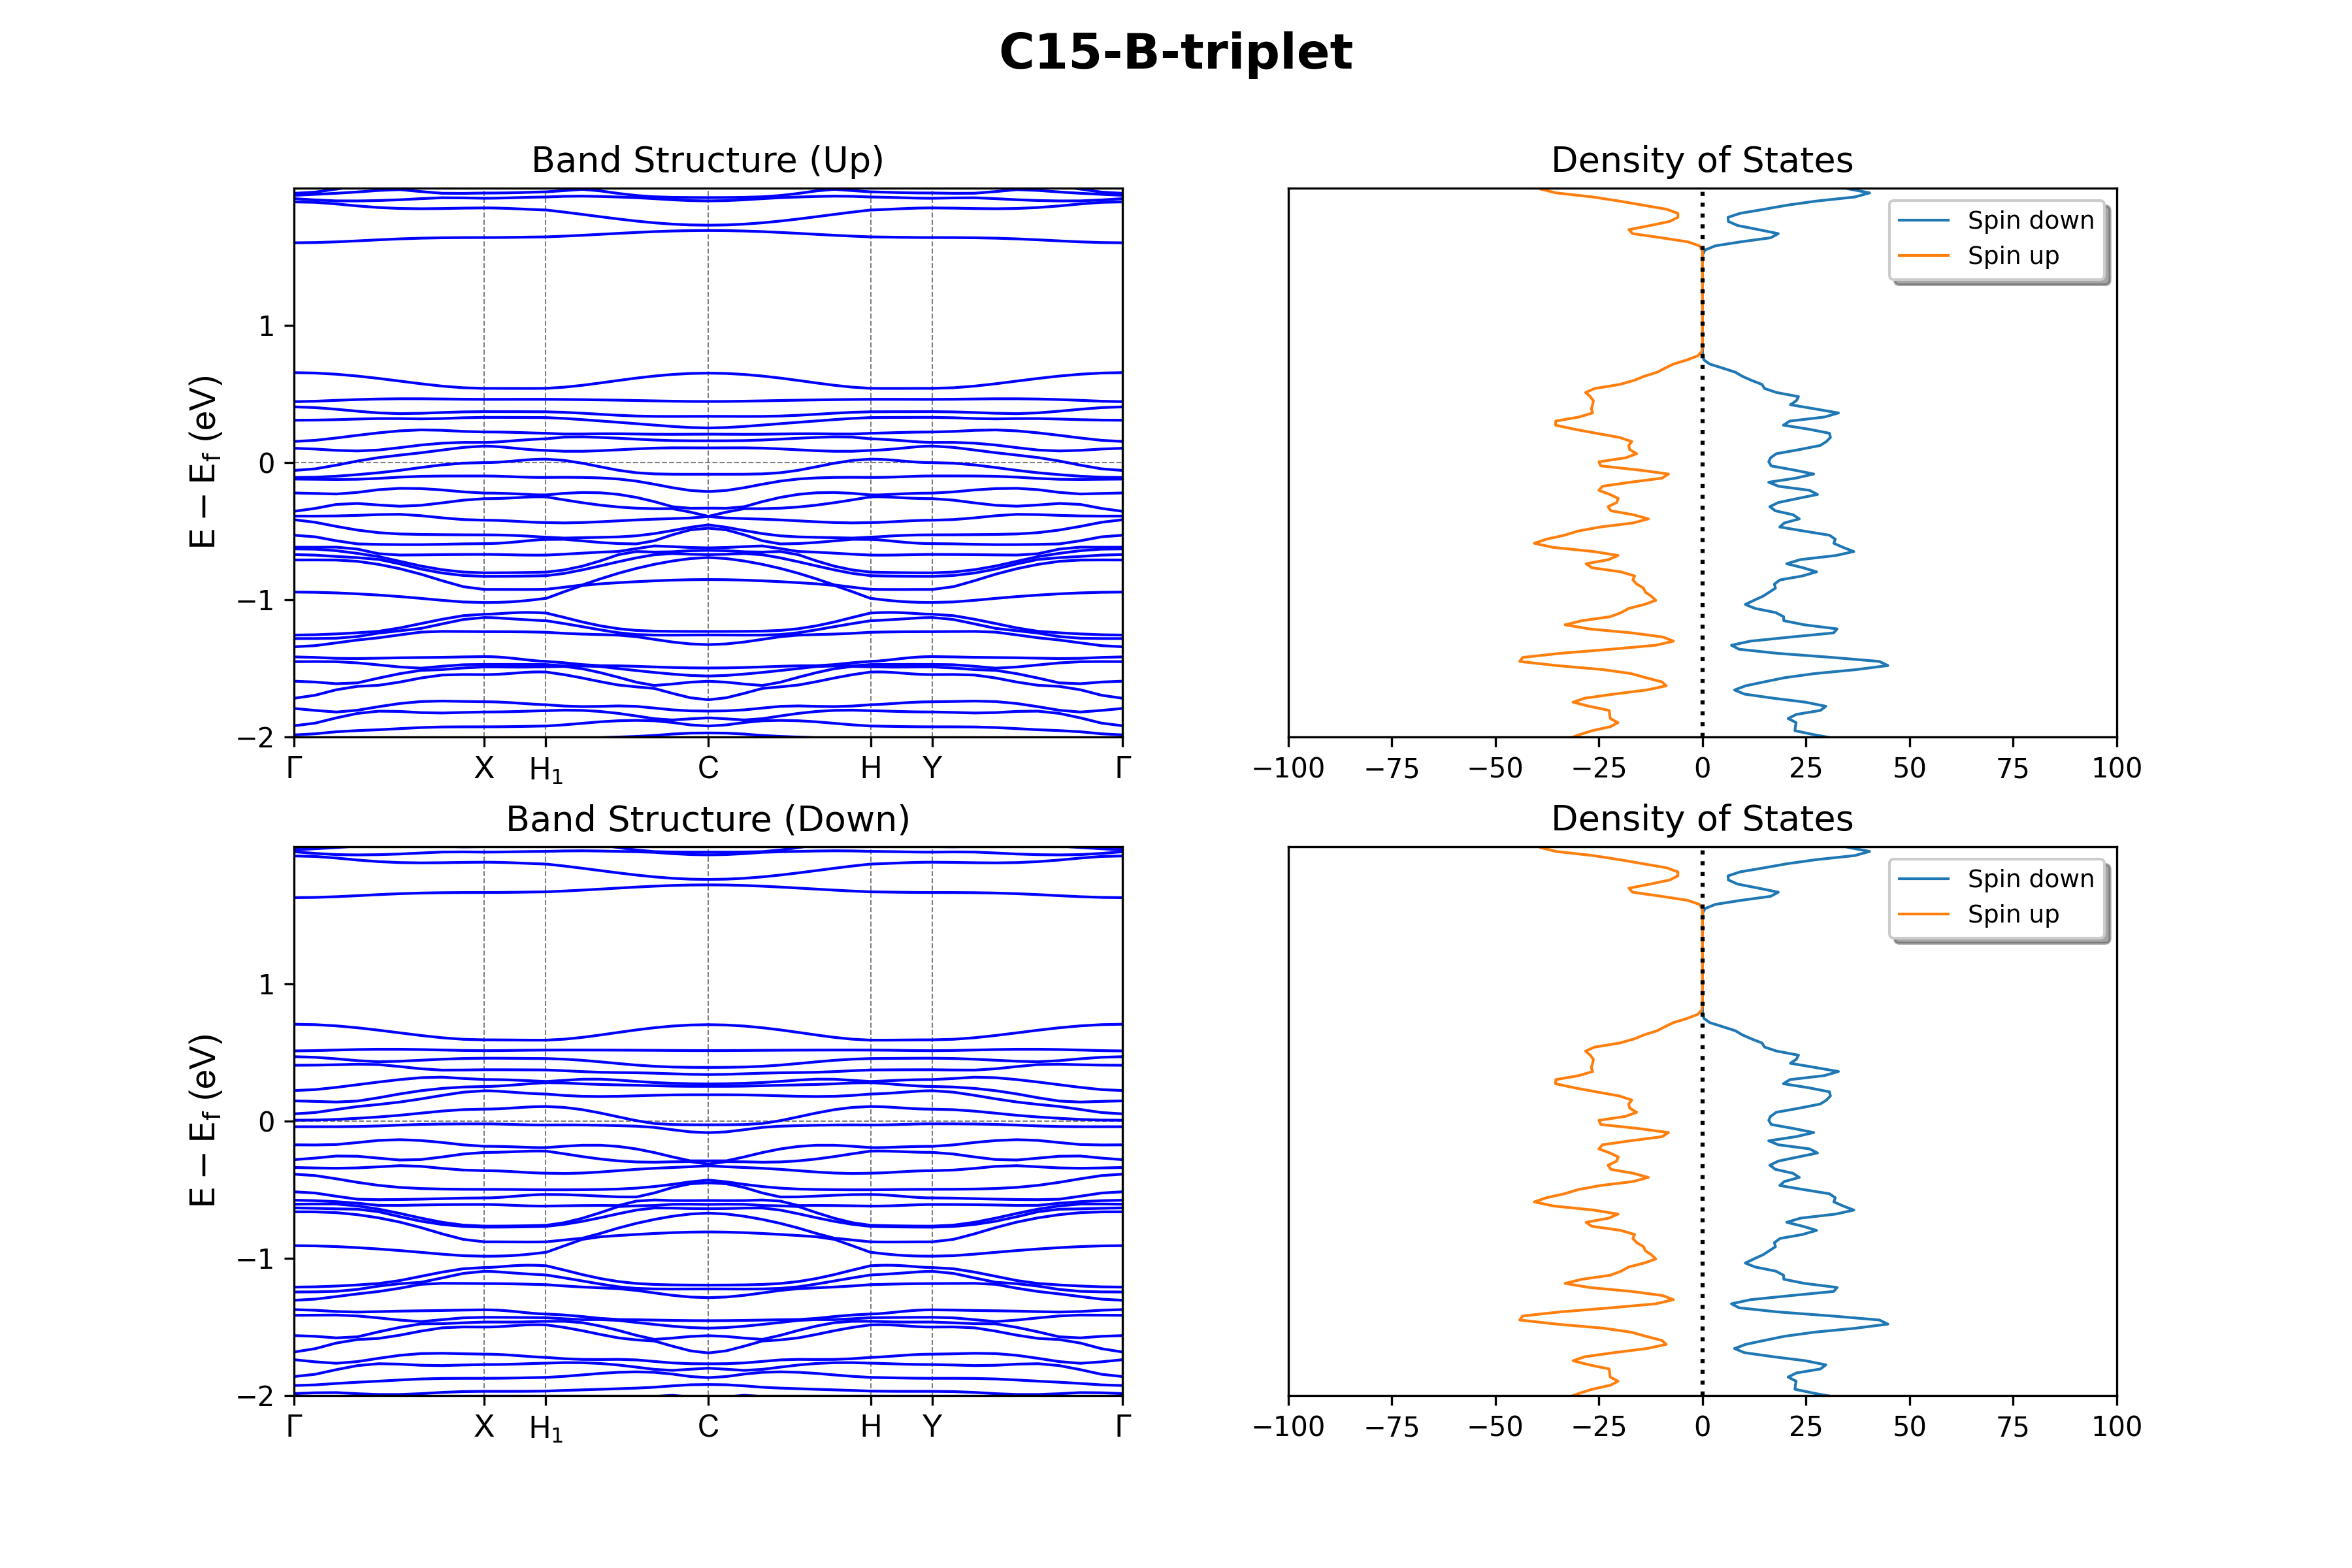 C15-B-triplet
Band Structure (Up)
Density of States
E − E_f (eV)
1
0
−1
−2
Γ X H₁ C H Y Γ
Spin down
Spin up
−100 −75 −50 −25 0 25 50 75 100
Band Structure (Down)
Density of States
E − E_f (eV)
1
0
−1
−2
Γ X H₁ C H Y Γ
Spin down
Spin up
−100 −75 −50 −25 0 25 50 75 100